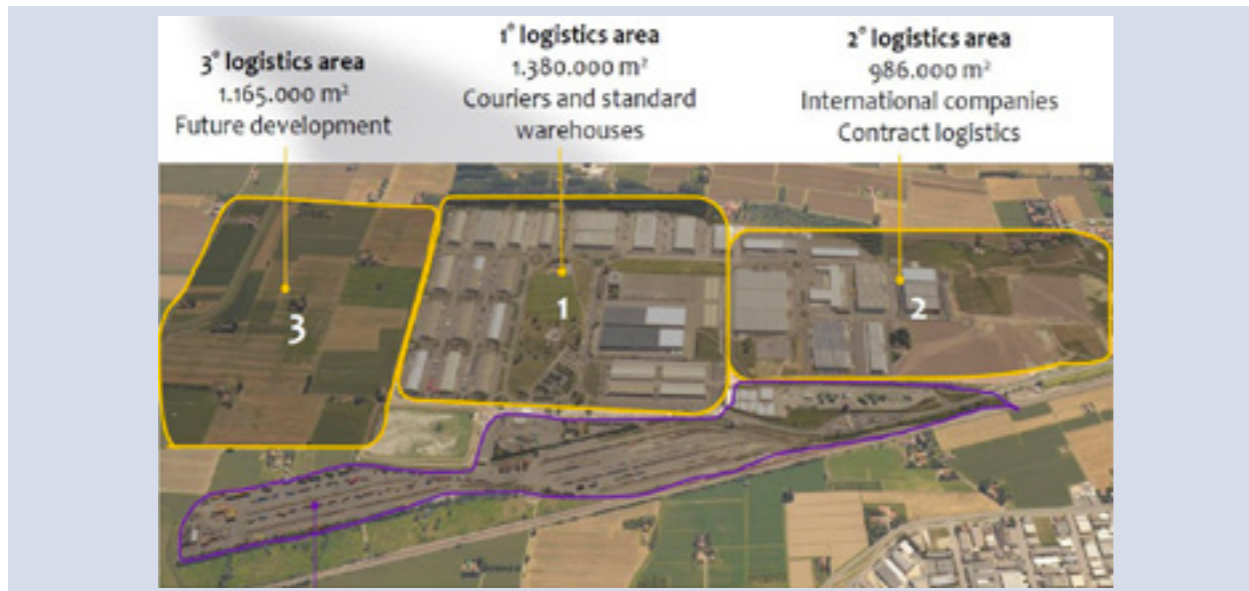 3° logistics area
1.165.000 m²
Future development
1° logistics area
1.380.000 m²
Couriers and standard
warehouses
2° logistics area
986.000 m²
International companies
Contract logistics
3
1
2